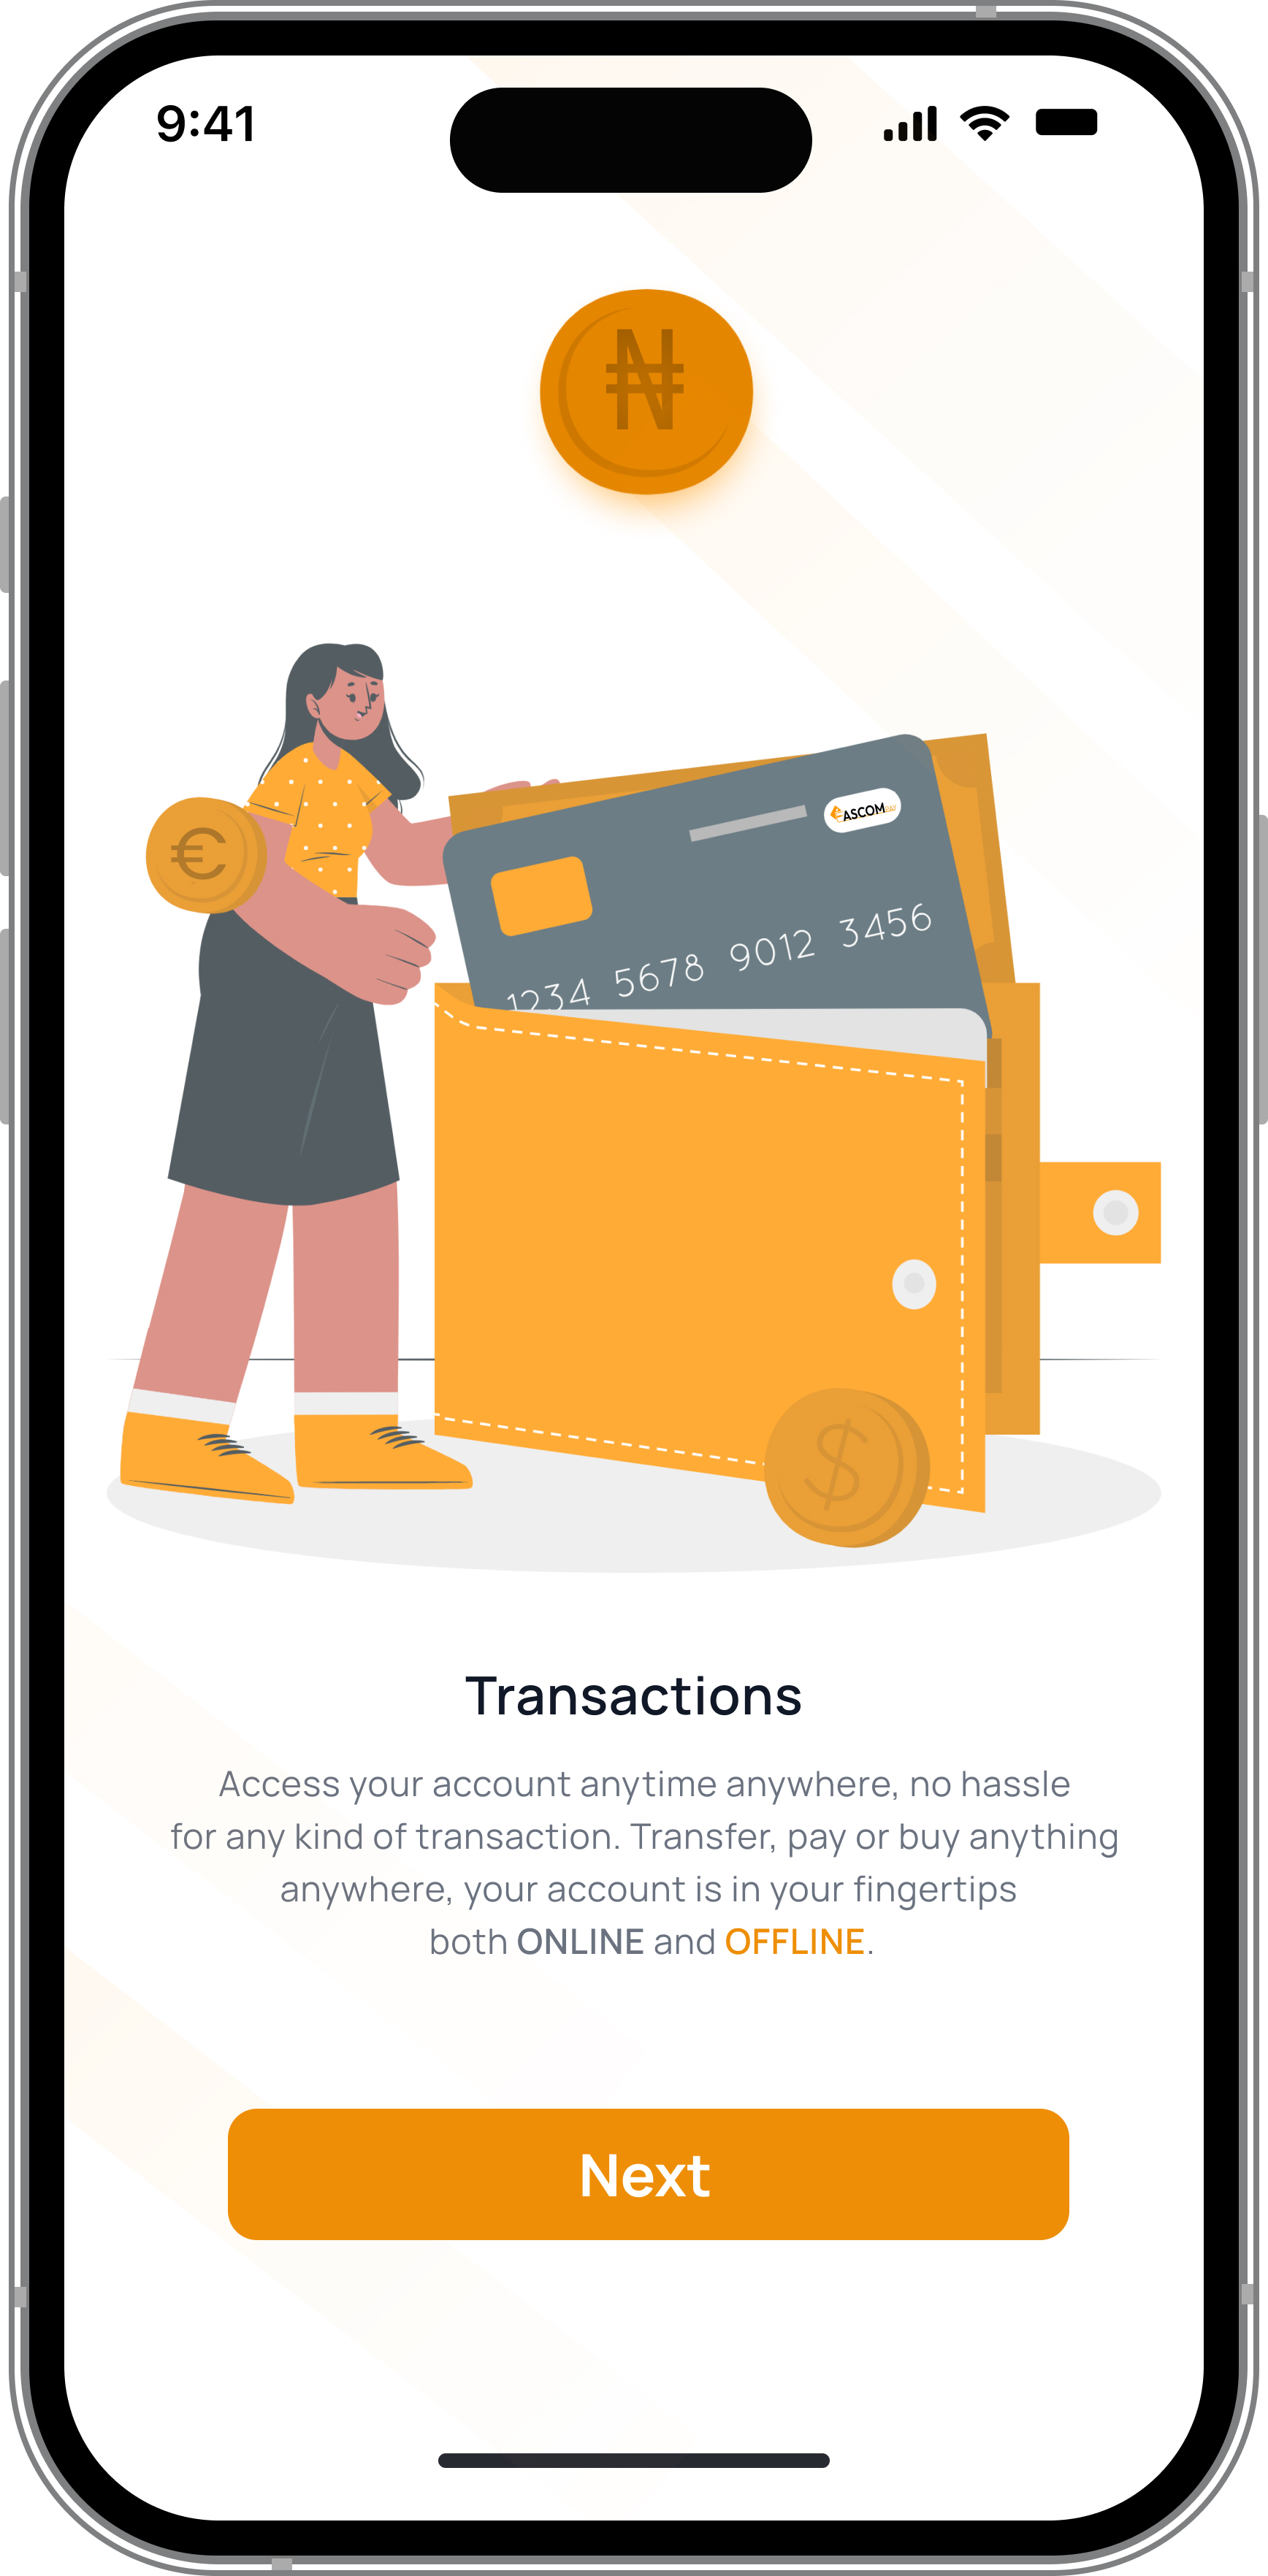 9:41
₦
€
ASCOM PAY
1234 5678 9012 3456
$
Transactions
Access your account anytime anywhere, no hassle
for any kind of transaction. Transfer, pay or buy anything
anywhere, your account is in your fingertips
both ONLINE and OFFLINE.
Next